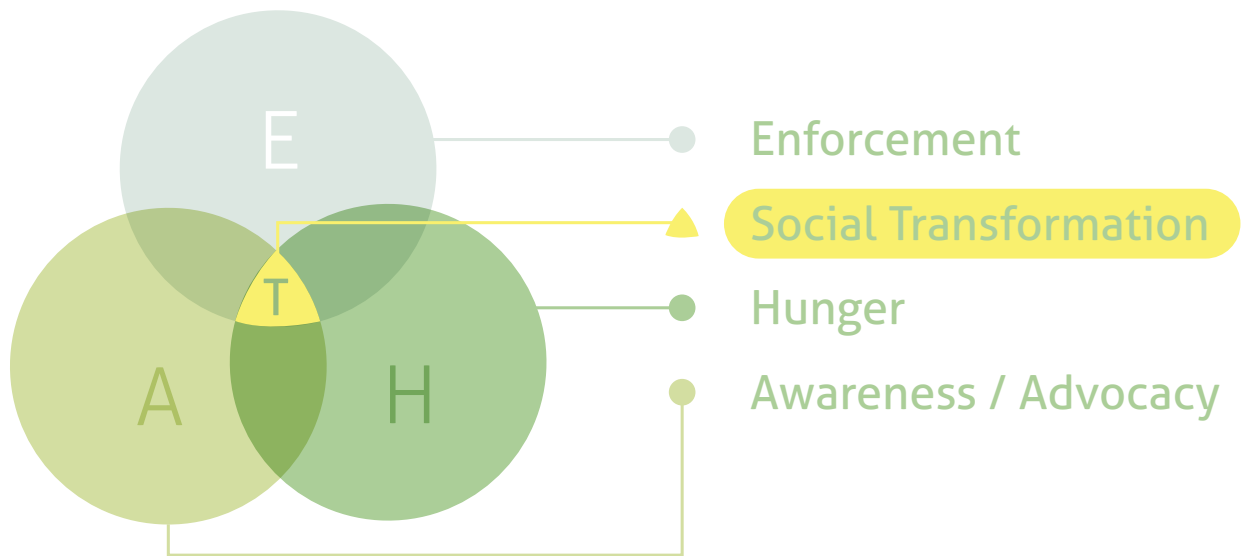 E
Enforcement
Social Transformation
T
Hunger
A
H
Awareness / Advocacy